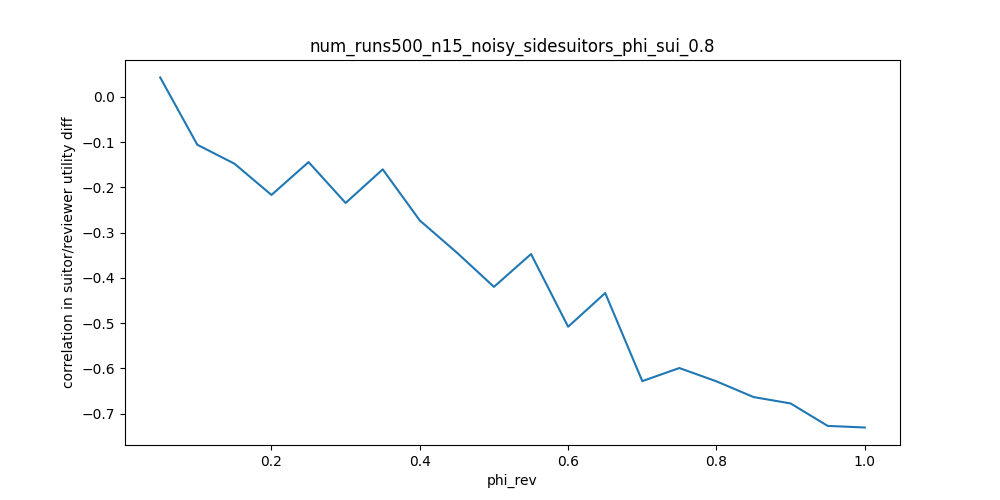 num_runs500_n15_noisy_sidesuitors_phi_sui_0.8
correlation in suitor/reviewer utility diff
0.0
−0.1
−0.2
−0.3
−0.4
−0.5
−0.6
−0.7
0.2 0.4 0.6 0.8 1.0
phi_rev